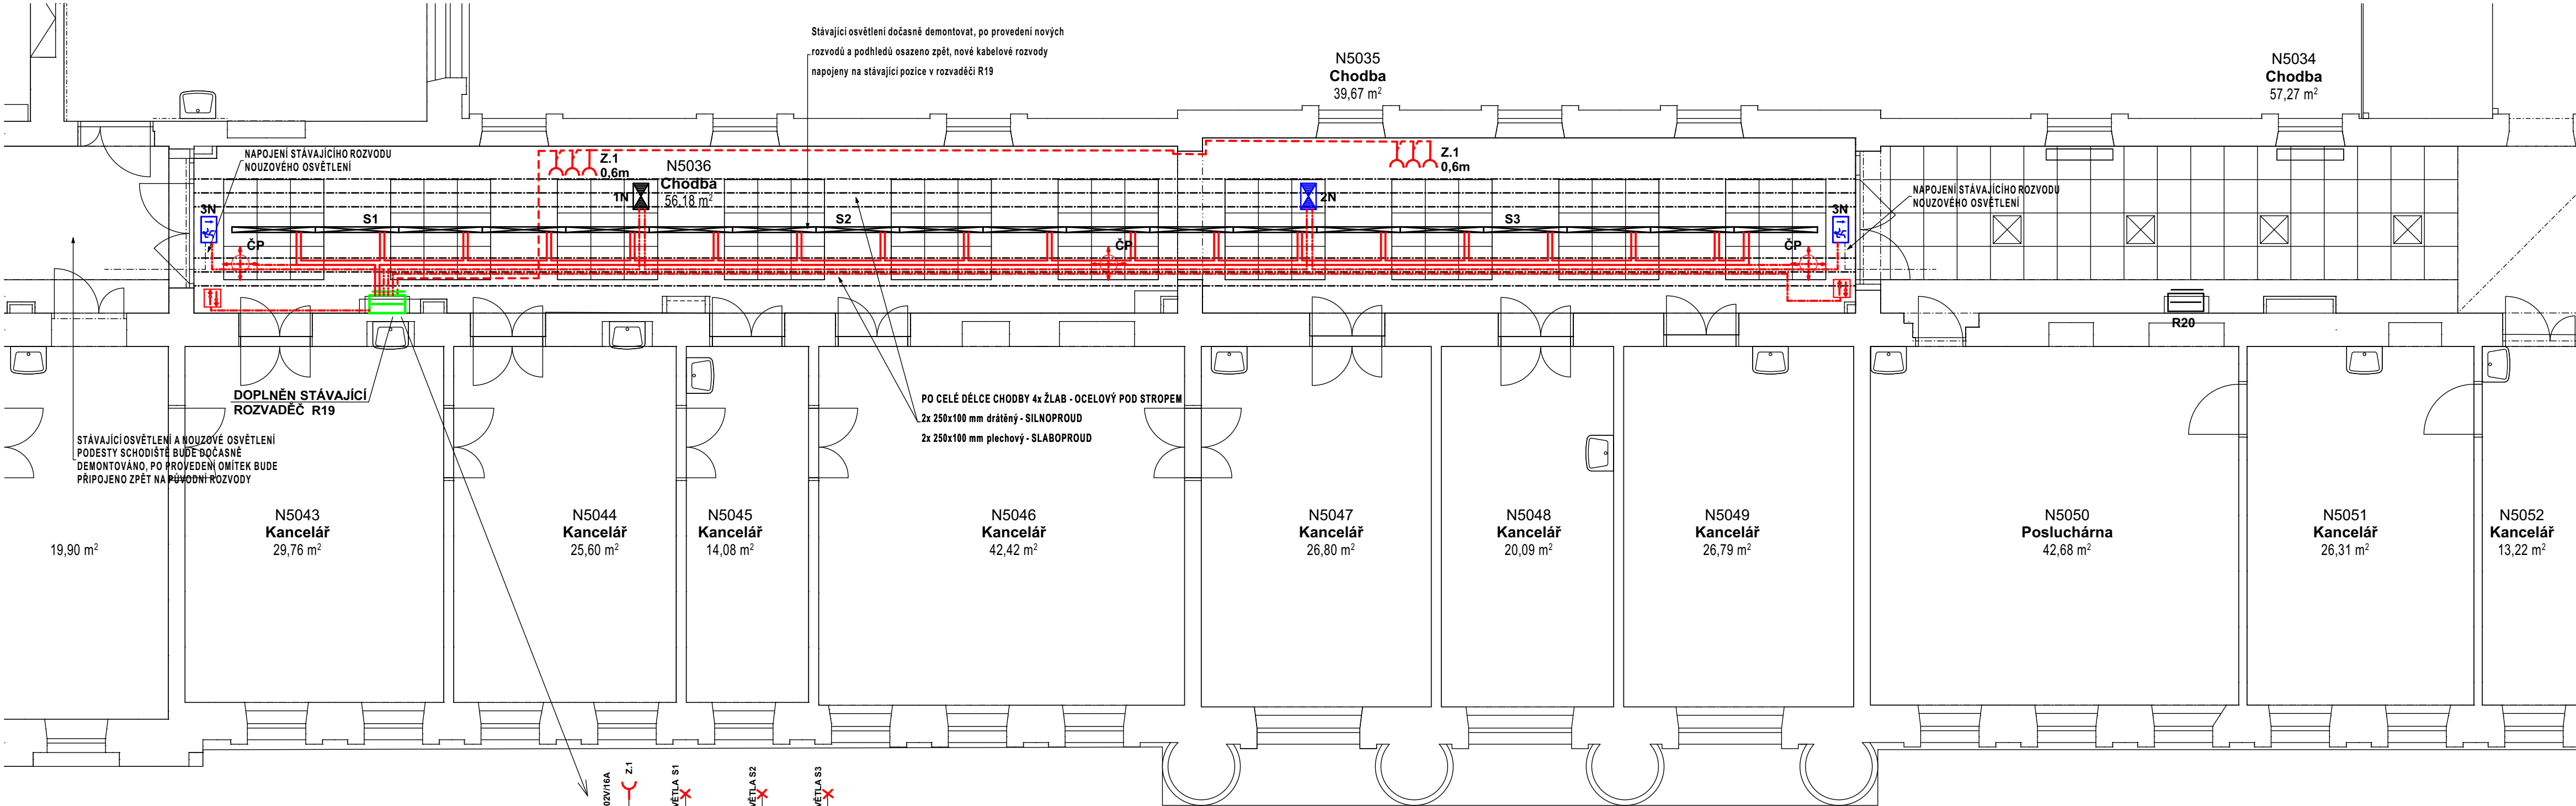 Stávající osvětlení dočasně demontovat, po provedení nových
rozvodů a podhledů osazeno zpět, nové kabelové rozvody
napojeny na stávající pozice v rozvaděči R19
N5035
Chodba
39,67 m²
N5034
Chodba
57,27 m²
NAPOJENÍ STÁVAJÍCÍHO ROZVODU
NOUZOVÉHO OSVĚTLENÍ
Z.1
0,6m
N5036
Chodba
56,18 m²
Z.1
0,6m
NAPOJENÍ STÁVAJÍCÍHO ROZVODU
NOUZOVÉHO OSVĚTLENÍ
1N
2N
3N
3N
S1
S2
S3
ČP
ČP
ČP
R20
DOPLNĚN STÁVAJÍCÍ
ROZVADĚČ R19
PO CELÉ DÉLCE CHODBY 4x ŽLAB - OCELOVÝ POD STROPEM
2x 250x100 mm drátěný - SILNOPROUD
2x 250x100 mm plechový - SLABOPROUD
STÁVAJÍCÍ OSVĚTLENÍ A NOUZOVÉ OSVĚTLENÍ
PODESTY SCHODIŠTĚ BUDE DOČASNĚ
DEMONTOVÁNO, PO PROVEDENÍ OMÍTEK BUDE
PŘIPOJENO ZPĚT NA PŮVODNÍ ROZVODY
19,90 m²
N5043
Kancelář
29,76 m²
N5044
Kancelář
25,60 m²
N5045
Kancelář
14,08 m²
N5046
Kancelář
42,42 m²
N5047
Kancelář
26,80 m²
N5048
Kancelář
20,09 m²
N5049
Kancelář
26,79 m²
N5050
Posluchárna
42,68 m²
N5051
Kancelář
26,31 m²
N5052
Kancelář
13,22 m²
02V/16A
Z.1
VĚTLA S1
VĚTLA S2
VĚTLA S3